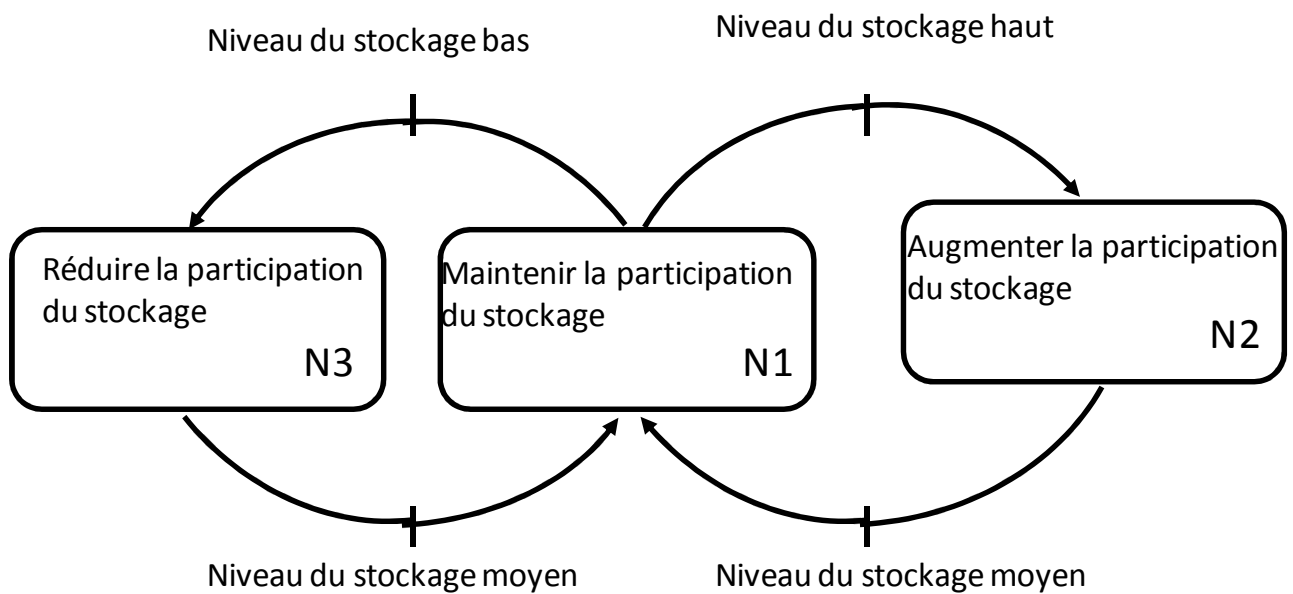 Niveau du stockage bas
Niveau du stockage haut
Réduire la participation
du stockage
N3
Maintenir la participation
du stockage
N1
Augmenter la participation
du stockage
N2
Niveau du stockage moyen
Niveau du stockage moyen